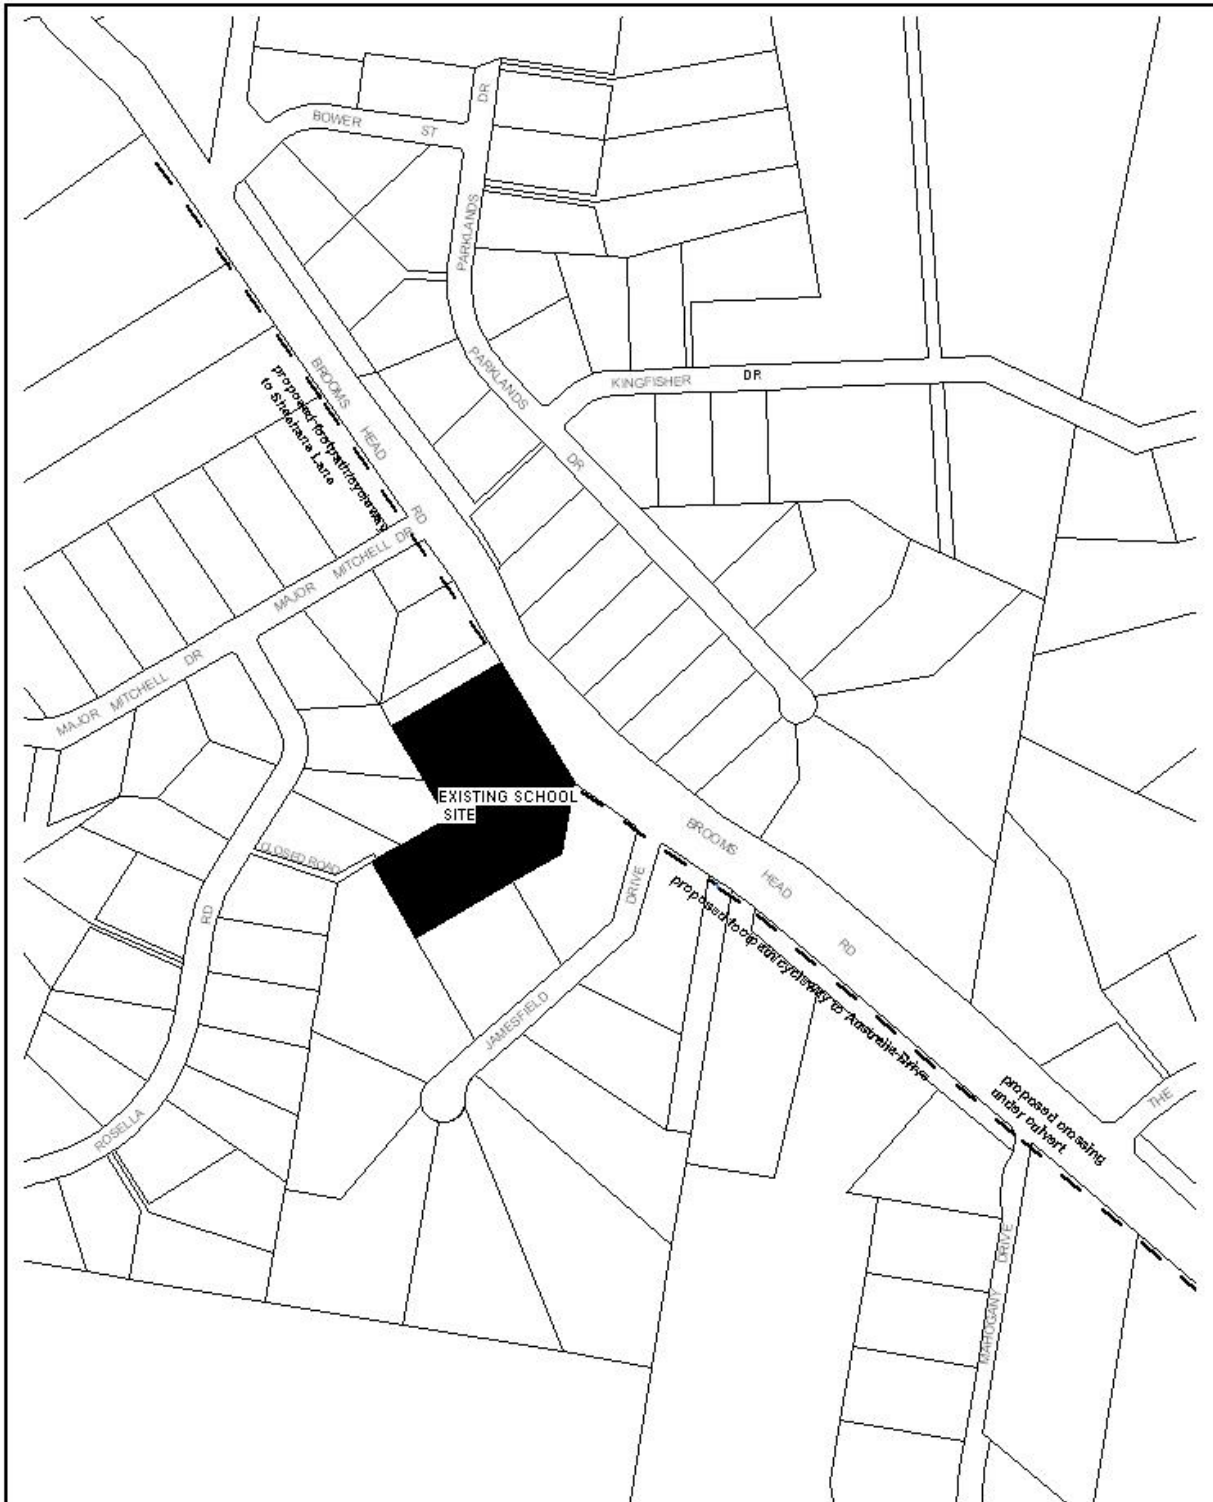 BOWER ST
DR
PARKLANDS
PARKLANDS
DR
KINGFISHER DR
BROOMS
HEAD
RD
proposed footpath/cycleway
to Sheehans Lane
MAJOR MITCHELL DR
MAJOR MITCHELL DR
EXISTING SCHOOL
SITE
CLOSED ROAD
RD
ROSELLA
DRIVE
JAMESFIELD
BROOMS
HEAD
RD
proposed footpath/cycleway to Australia Drive
proposed crossing
under culvert
THE
MAHOGANY DRIVE